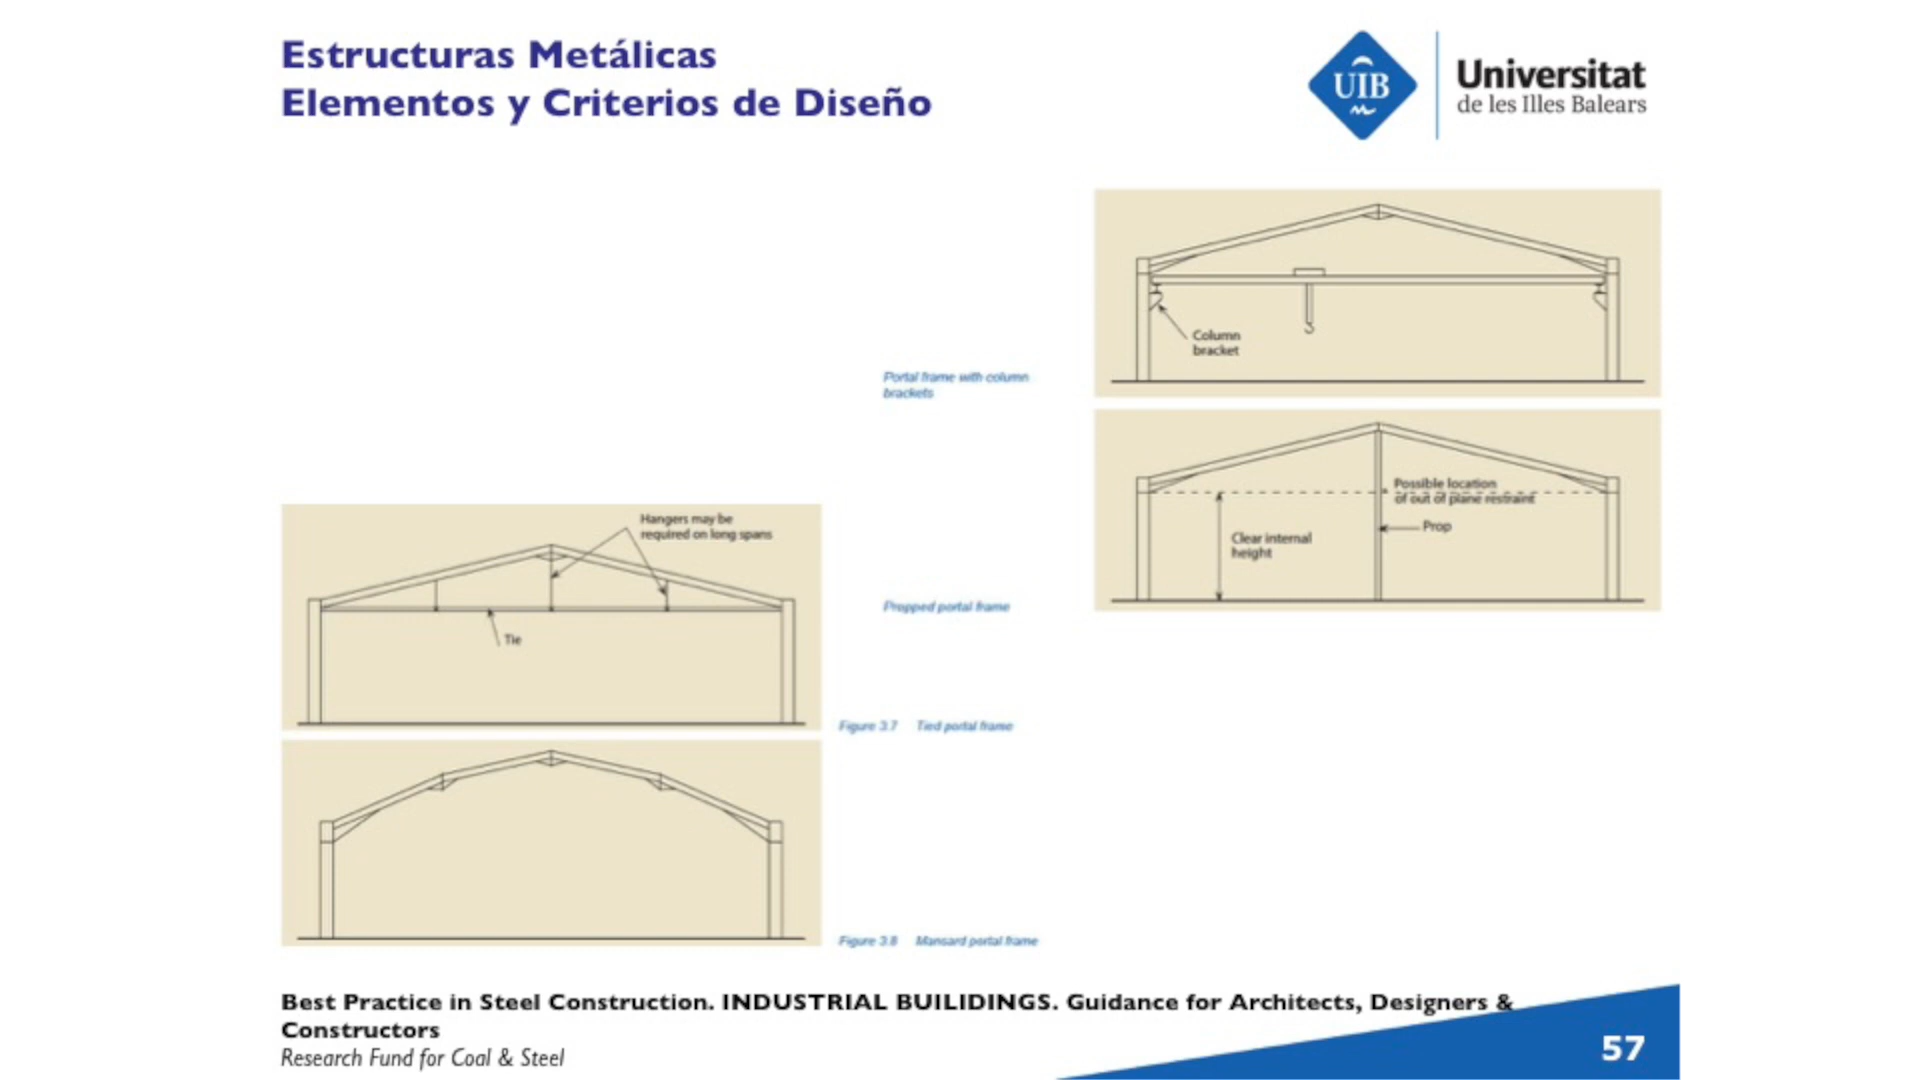 Estructuras Metálicas
Elementos y Criterios de Diseño
UIB
Universitat
de les Illes Balears
Column
bracket
Portal frame with column
brackets
Possible location
of out of plane restraint
Prop
Clear internal
height
Propped portal frame
Hangers may be
required on long spans
Tie
Figure 3.7 Tied portal frame
Figure 3.8 Mansard portal frame
Best Practice in Steel Construction. INDUSTRIAL BUILIDINGS. Guidance for Architects, Designers &
Constructors
Research Fund for Coal & Steel
57